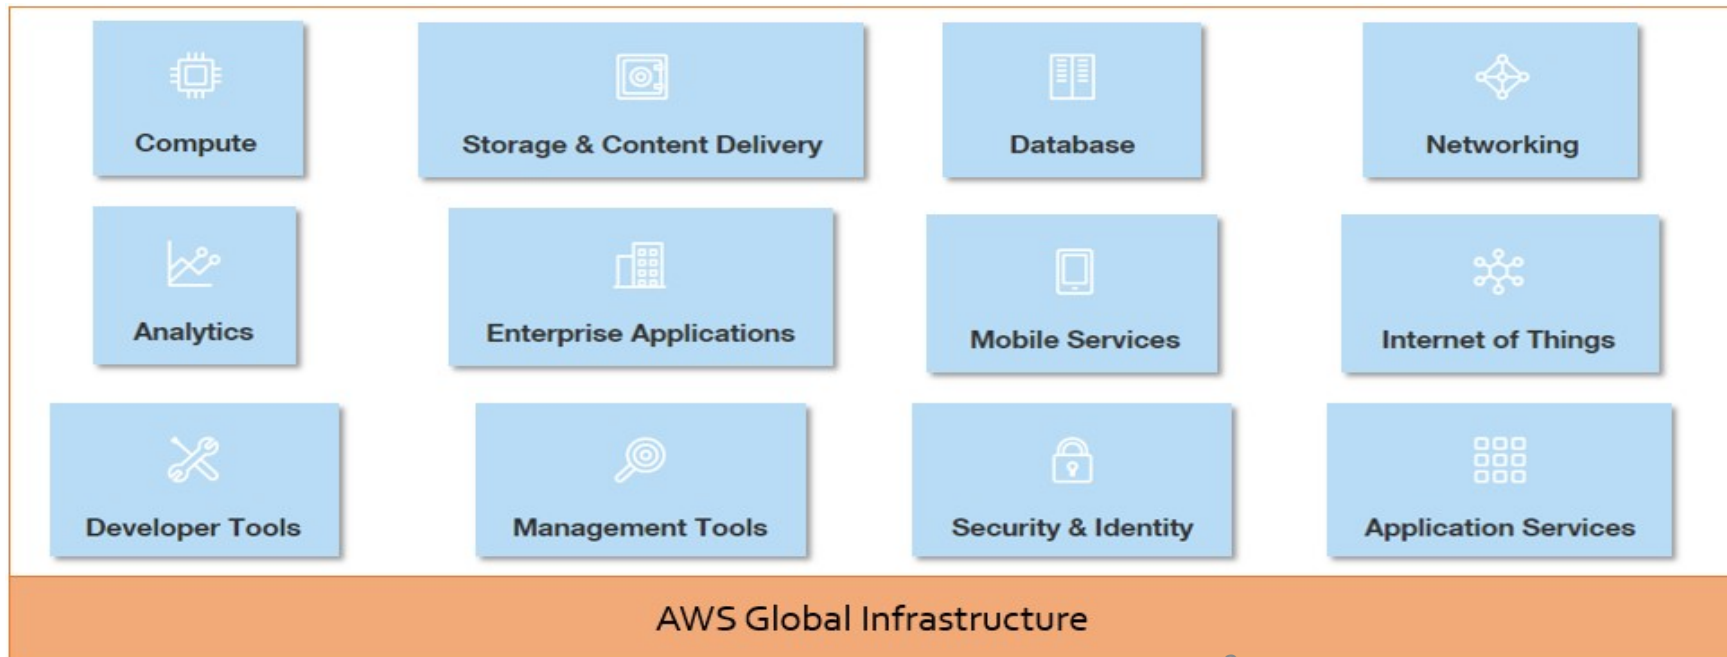 Compute
Storage & Content Delivery
Database
Networking
Analytics
Enterprise Applications
Mobile Services
Internet of Things
Developer Tools
Management Tools
Security & Identity
Application Services
AWS Global Infrastructure